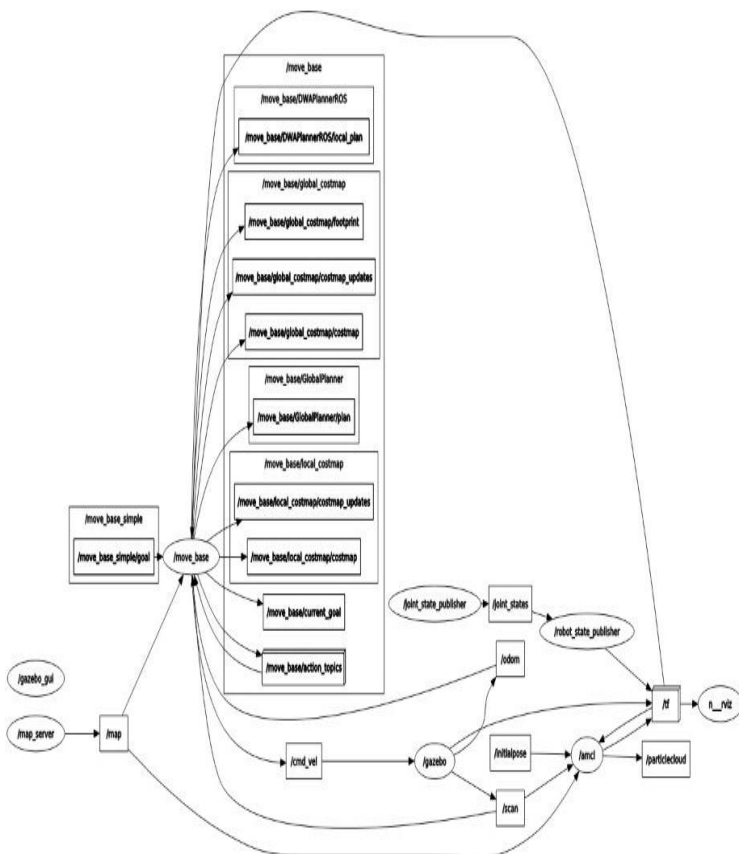 /move_base
/move_base/DWAPlannerROS
/move_base/DWAPlannerROS/local_plan
/move_base/global_costmap
/move_base/global_costmap/footprint
/move_base/global_costmap/costmap_updates
/move_base/global_costmap/costmap
/move_base/GlobalPlanner
/move_base/GlobalPlanner/plan
/move_base/local_costmap
/move_base/local_costmap/costmap_updates
/move_base_simple
/move_base_simple/goal
/move_base
/move_base/local_costmap/costmap
/joint_state_publisher
/joint_states
/move_base/current_goal
/robot_state_publisher
/move_base/action_topics
/odom
/gazebo_gui
/tf
n__rviz
/map_server
/map
/cmd_vel
/gazebo
/initialpose
/amcl
/particlecloud
/scan